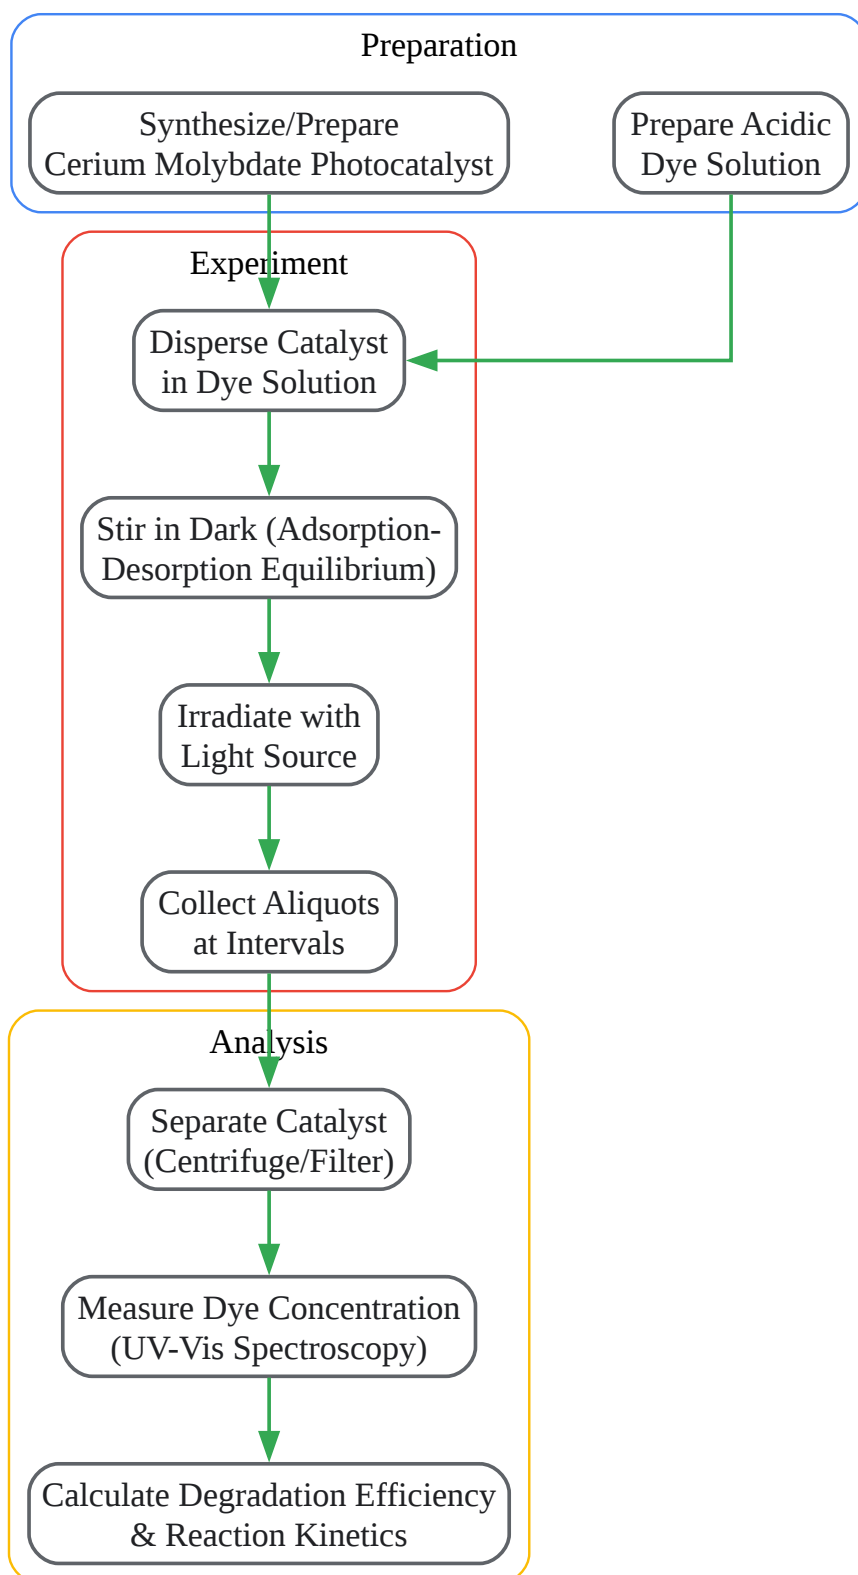 Preparation
Synthesize/Prepare
Cerium Molybdate Photocatalyst
Prepare Acidic
Dye Solution
Experiment
Disperse Catalyst
in Dye Solution
Stir in Dark (Adsorption-
Desorption Equilibrium)
Irradiate with
Light Source
Collect Aliquots
at Intervals
Analysis
Separate Catalyst
(Centrifuge/Filter)
Measure Dye Concentration
(UV-Vis Spectroscopy)
Calculate Degradation Efficiency
& Reaction Kinetics